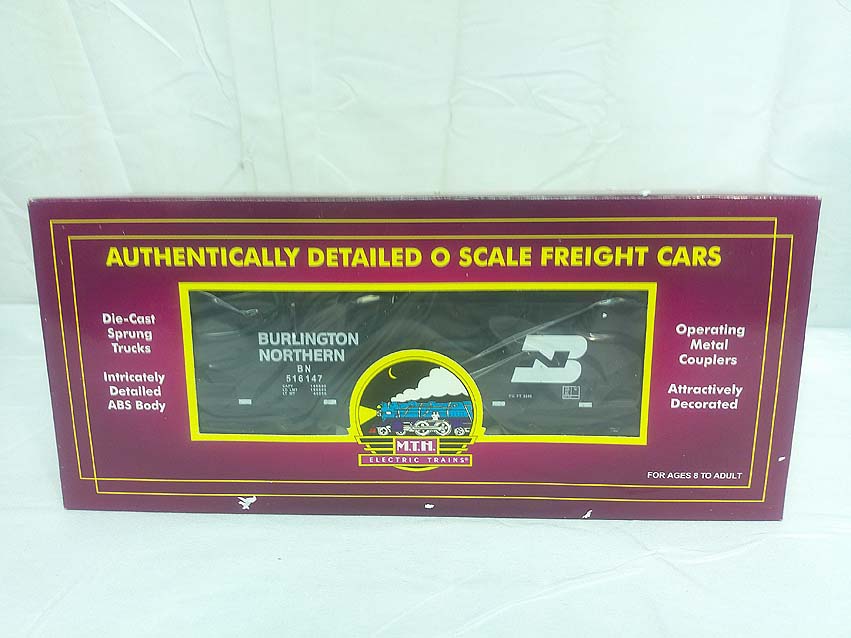 AUTHENTICALLY DETAILED O SCALE FREIGHT CARS
Die-Cast
Sprung
Trucks
Intricately
Detailed
ABS Body
BURLINGTON
NORTHERN
BN
516147
M.T.H.
ELECTRIC TRAINS®
Operating
Metal
Couplers
Attractively
Decorated
FOR AGES 8 TO ADULT